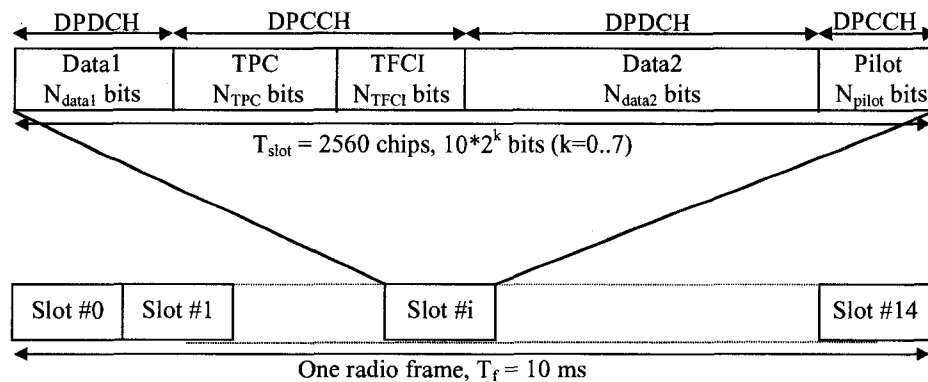 DPDCH DPCCH DPDCH DPCCH
Data1 TPC TFCI Data2 Pilot
N_data1 bits N_TPC bits N_TFCI bits N_data2 bits N_pilot bits
T_slot = 2560 chips, 10*2^k bits (k=0..7)
Slot #0 Slot #1 Slot #i Slot #14
One radio frame, T_f = 10 ms